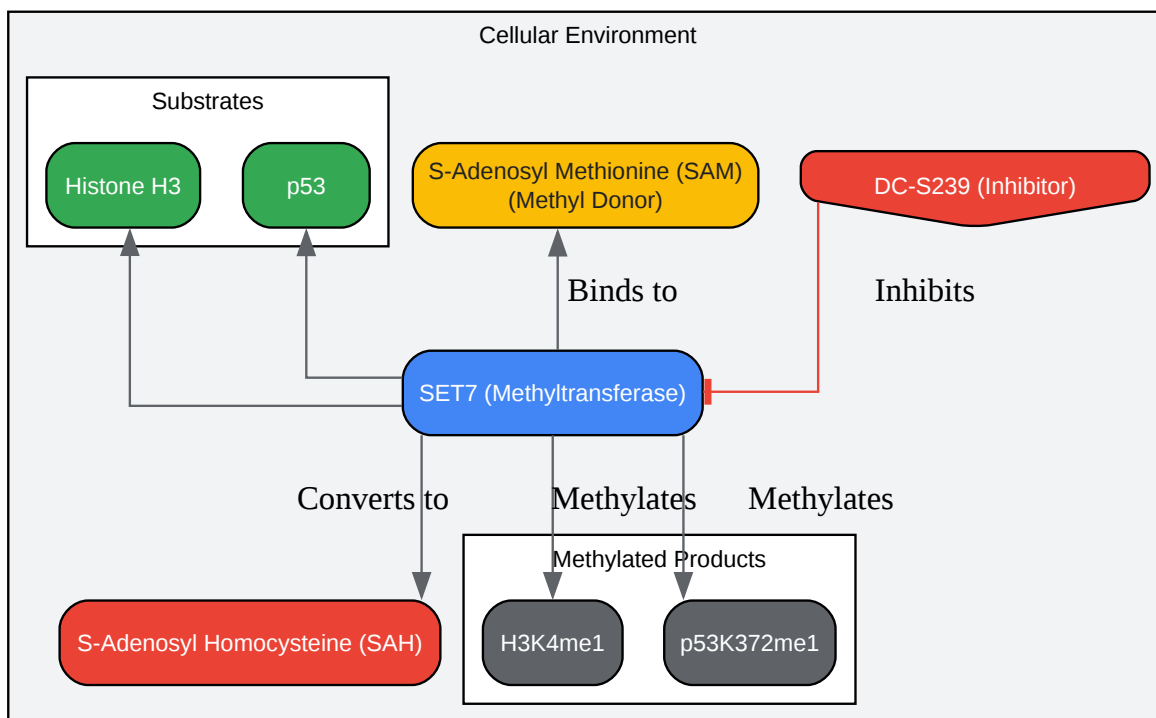 Cellular Environment
Substrates
Histone H3
p53
S-Adenosyl Methionine (SAM)
(Methyl Donor)
DC-S239 (Inhibitor)
Binds to
Inhibits
SET7 (Methyltransferase)
Converts to
Methylates
Methylates
Methylated Products
S-Adenosyl Homocysteine (SAH)
H3K4me1
p53K372me1